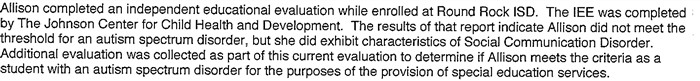 Allison completed an independent educational evaluation while enrolled at Round Rock ISD.  The IEE was completed
by The Johnson Center for Child Health and Development.  The results of that report indicate Allison did not meet the
threshold for an autism spectrum disorder, but she did exhibit characteristics of Social Communication Disorder.
Additional evaluation was collected as part of this current evaluation to determine if Allison meets the criteria as a
student with an autism spectrum disorder for the purposes of the provision of special education services.